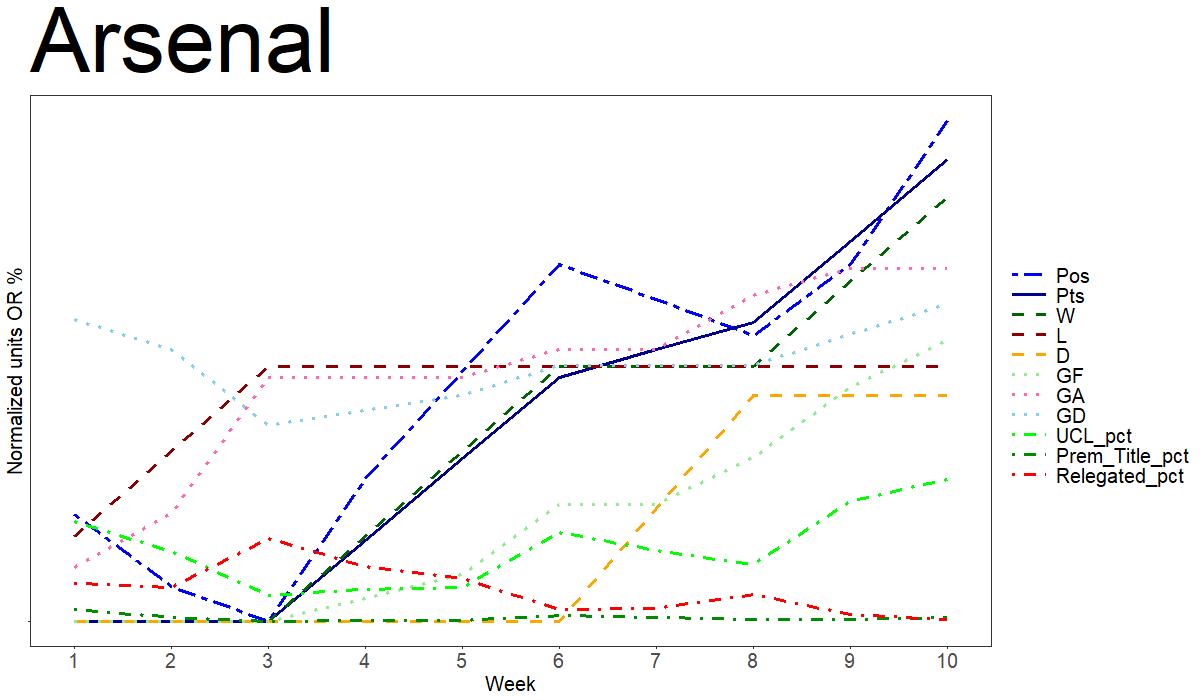 Arsenal
Normalized units OR %
1 2 3 4 5 6 7 8 9 10
Week
Pos
Pts
W
L
D
GF
GA
GD
UCL_pct
Prem_Title_pct
Relegated_pct